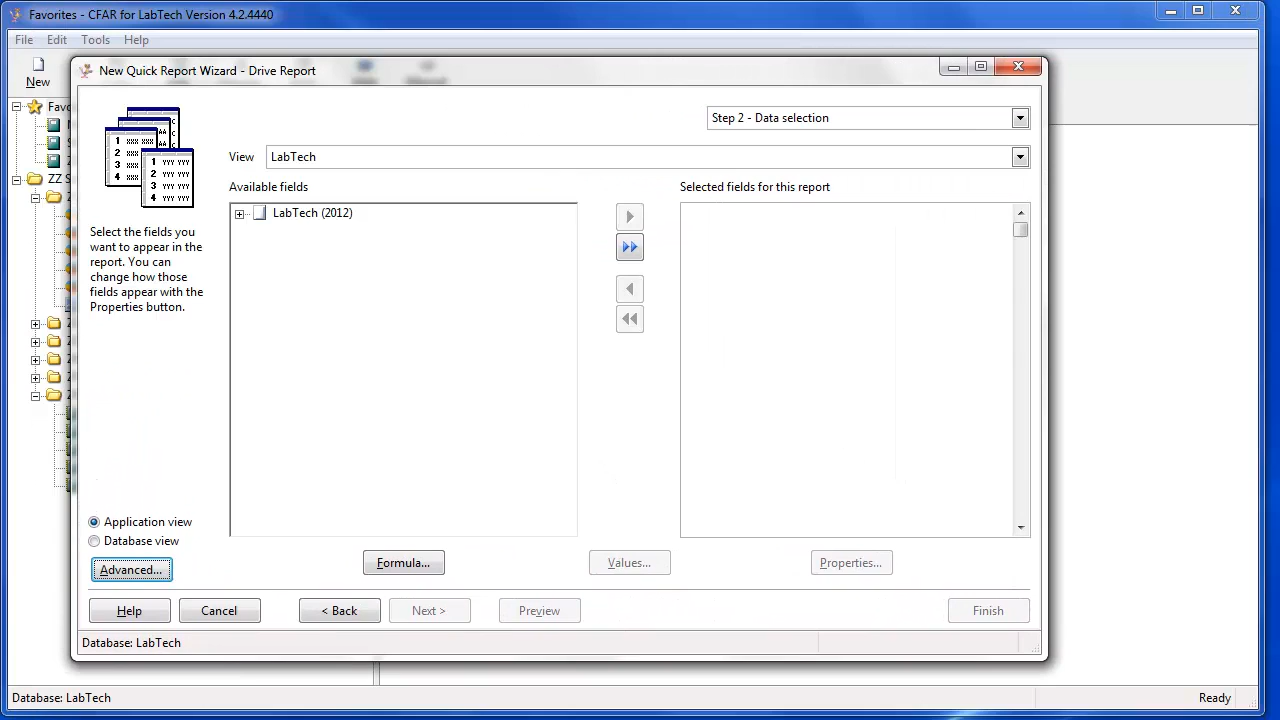 Favorites - CFAR for LabTech Version 4.2.4440
File Edit Tools Help
New
New Quick Report Wizard - Drive Report
Step 2 - Data selection
View LabTech
Available fields
Selected fields for this report
LabTech (2012)
Select the fields you
want to appear in the
report. You can
change how those
fields appear with the
Properties button.
Application view
Database view
Advanced...
Formula...
Values...
Properties...
Help
Cancel
< Back
Next >
Preview
Finish
Database: LabTech
Database: LabTech
Ready